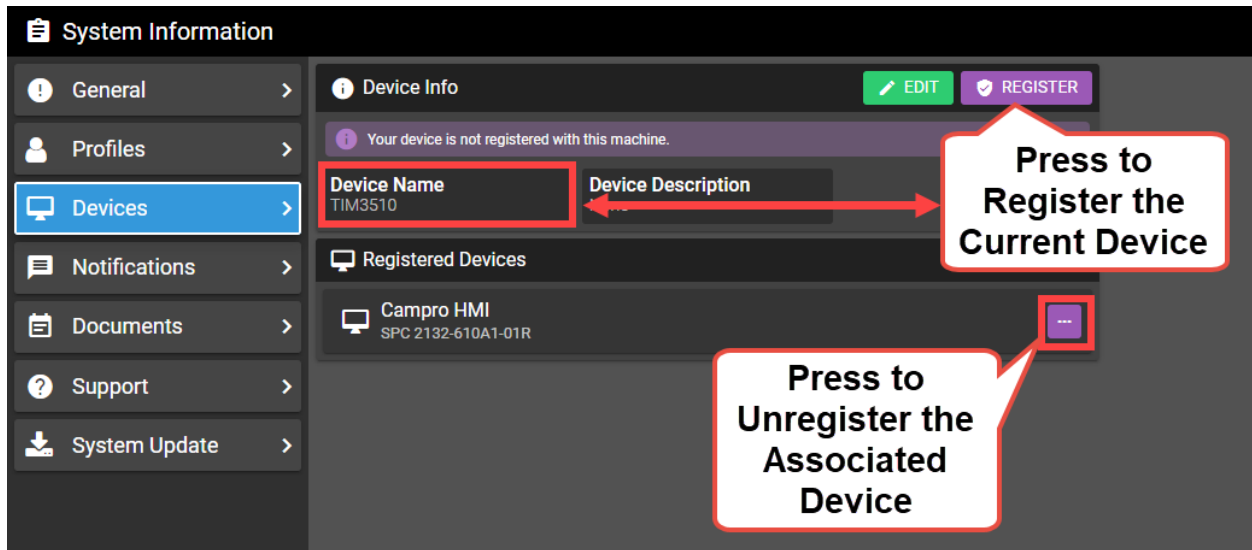 System Information
General
Profiles
Devices
Notifications
Documents
Support
System Update
Device Info
EDIT
REGISTER
Your device is not registered with this machine.
Device Name
TIM3510
Device Description
Registered Devices
Campro HMI
SPC 2132-610A1-01R
---
Press to
Register the
Current Device
Press to
Unregister the
Associated
Device